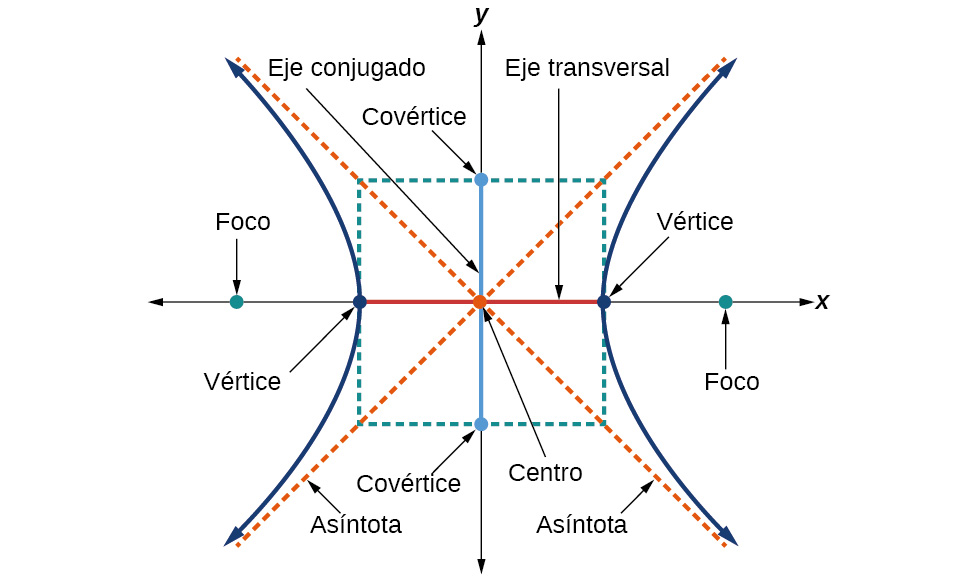 y
Eje conjugado
Eje transversal
Covértice
Foco
Vértice
x
Vértice
Foco
Centro
Covértice
Asíntota
Asíntota